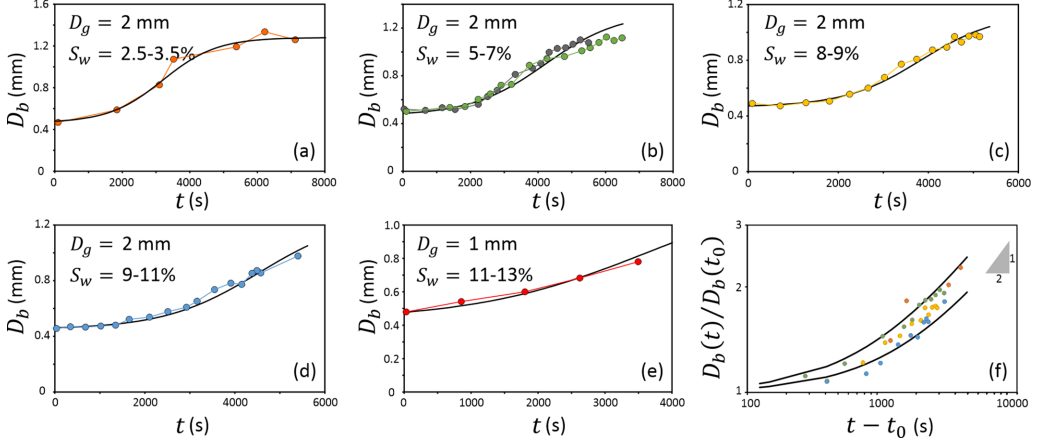 D_g = 2 mm
S_w = 2.5-3.5%
D_b (mm)
1.6
1.2
0.8
0.4
0
0 2000 4000 6000 8000
t (s)
(a)
D_g = 2 mm
S_w = 5-7%
D_b (mm)
1.2
0.8
0.4
0
0 2000 4000 6000 8000
t (s)
(b)
D_g = 2 mm
S_w = 8-9%
D_b (mm)
1.2
0.8
0.4
0
0 2000 4000 6000
t (s)
(c)
D_g = 2 mm
S_w = 9-11%
D_b (mm)
1.2
0.8
0.4
0
0 2000 4000 6000
t (s)
(d)
D_g = 1 mm
S_w = 11-13%
D_b (mm)
1.0
0.8
0.6
0.4
0.2
0.0
0 1000 2000 3000 4000
t (s)
(e)
D_b(t)/D_b(t_0)
3
2
1
1
2
100 1000 10000
t − t_0 (s)
(f)